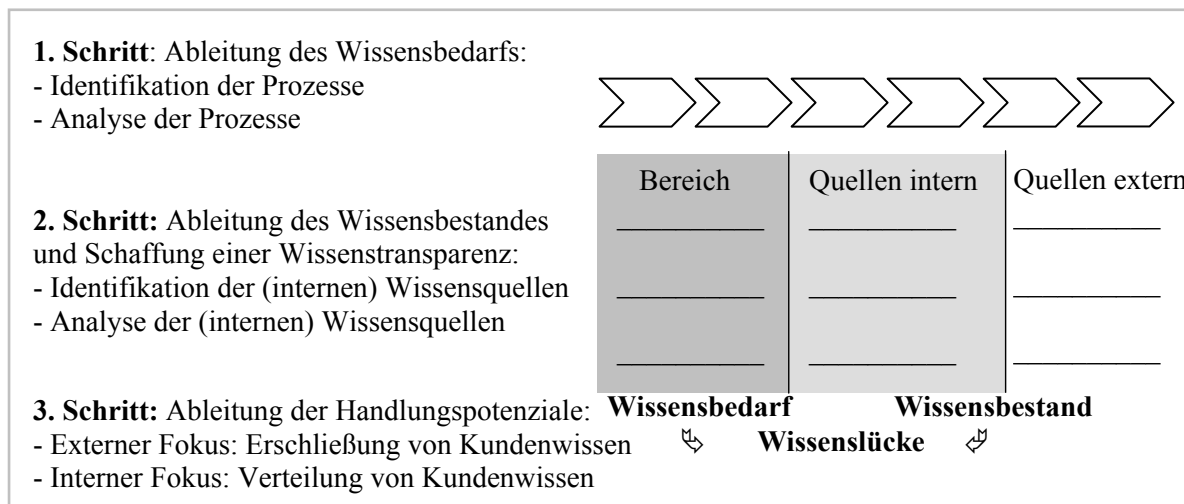 1. Schritt: Ableitung des Wissensbedarfs:
- Identifikation der Prozesse
- Analyse der Prozesse
Bereich
Quellen intern
Quellen extern
2. Schritt: Ableitung des Wissensbestandes
und Schaffung einer Wissenstransparenz:
- Identifikation der (internen) Wissensquellen
- Analyse der (internen) Wissensquellen
3. Schritt: Ableitung der Handlungspotenziale:
- Externer Fokus: Erschließung von Kundenwissen
- Interner Fokus: Verteilung von Kundenwissen
Wissensbedarf
Wissensbestand
Wissenslücke